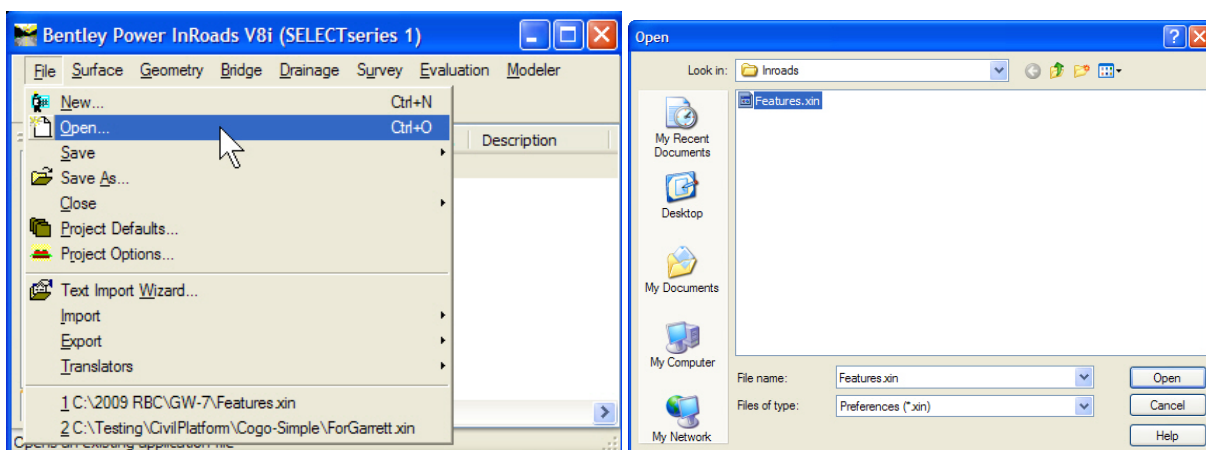 Bentley Power InRoads V8i (SELECTseries 1)
File Surface Geometry Bridge Drainage Survey Evaluation Modeler
New... Ctrl+N
Open... Ctrl+O
Description
Save
Save As...
Close
Project Defaults...
Project Options...
Text Import Wizard...
Import
Export
Translators
1 C:\2009 RBC\GW-7\Features.xin
2 C:\Testing\CivilPlatform\Cogo-Simple\ForGarrett.xin
Opens an existing application file
Open
Look in: Inroads
Features.xin
My Recent
Documents
Desktop
My Documents
My Computer
My Network
File name: Features.xin Open
Files of type: Preferences (*.xin) Cancel
Help